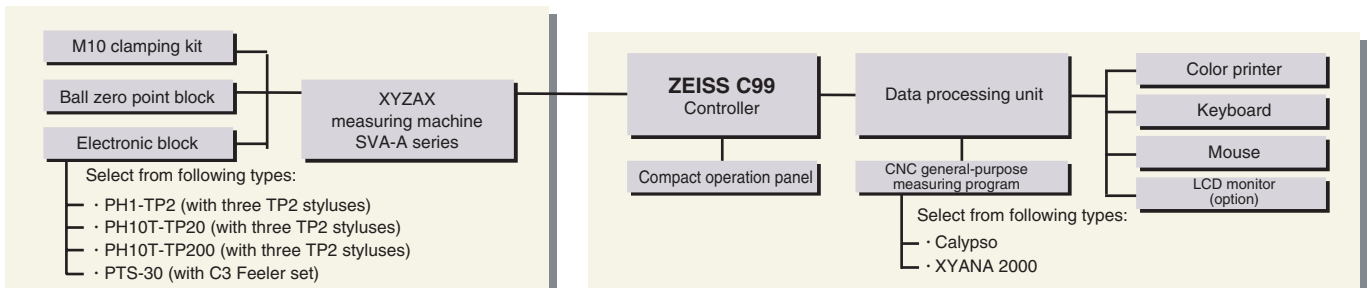 M10 clamping kit
Ball zero point block
Electronic block
Select from following types:
· PH1-TP2 (with three TP2 styluses)
· PH10T-TP20 (with three TP2 styluses)
· PH10T-TP200 (with three TP2 styluses)
· PTS-30 (with C3 Feeler set)
XYZAX
measuring machine
SVA-A series
ZEISS C99
Controller
Compact operation panel
Data processing unit
CNC general-purpose
measuring program
Select from following types:
· Calypso
· XYANA 2000
Color printer
Keyboard
Mouse
LCD monitor
(option)